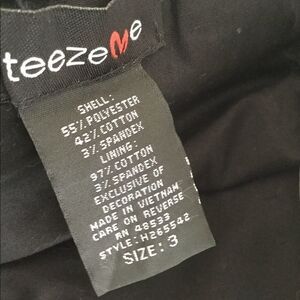 teezeMe
SHELL:
55% POLYESTER
42% COTTON
3% SPANDEX
LINING:
97% COTTON
3% SPANDEX
EXCLUSIVE OF
DECORATION
MADE IN VIETNAM
CARE ON REVERSE
RN 48533
STYLE: H265542
SIZE: 3